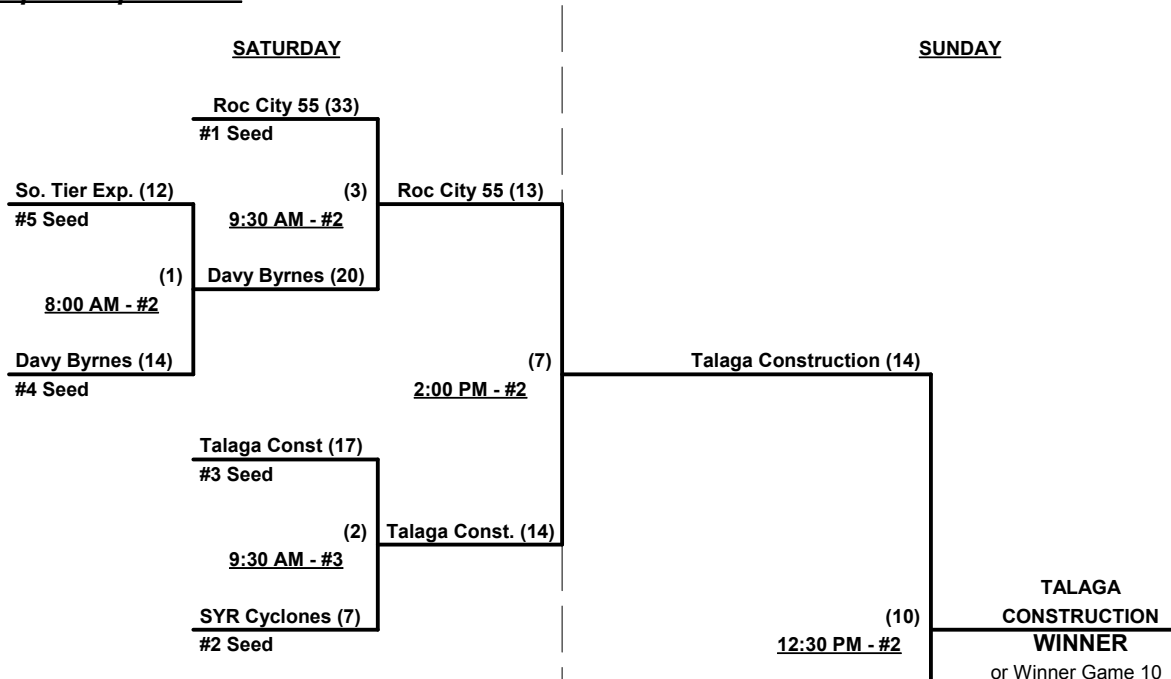 SATURDAY
SUNDAY
Roc City 55 (33)
#1 Seed
So. Tier Exp. (12)
(3)
Roc City 55 (13)
#5 Seed
9:30 AM - #2
(1)
Davy Byrnes (20)
8:00 AM - #2
Davy Byrnes (14)
(7)
Talaga Construction (14)
#4 Seed
2:00 PM - #2
Talaga Const (17)
#3 Seed
(2)
Talaga Const. (14)
9:30 AM - #3
TALAGA
SYR Cyclones (7)
(10)
CONSTRUCTION
#2 Seed
12:30 PM - #2
WINNER
or Winner Game 10